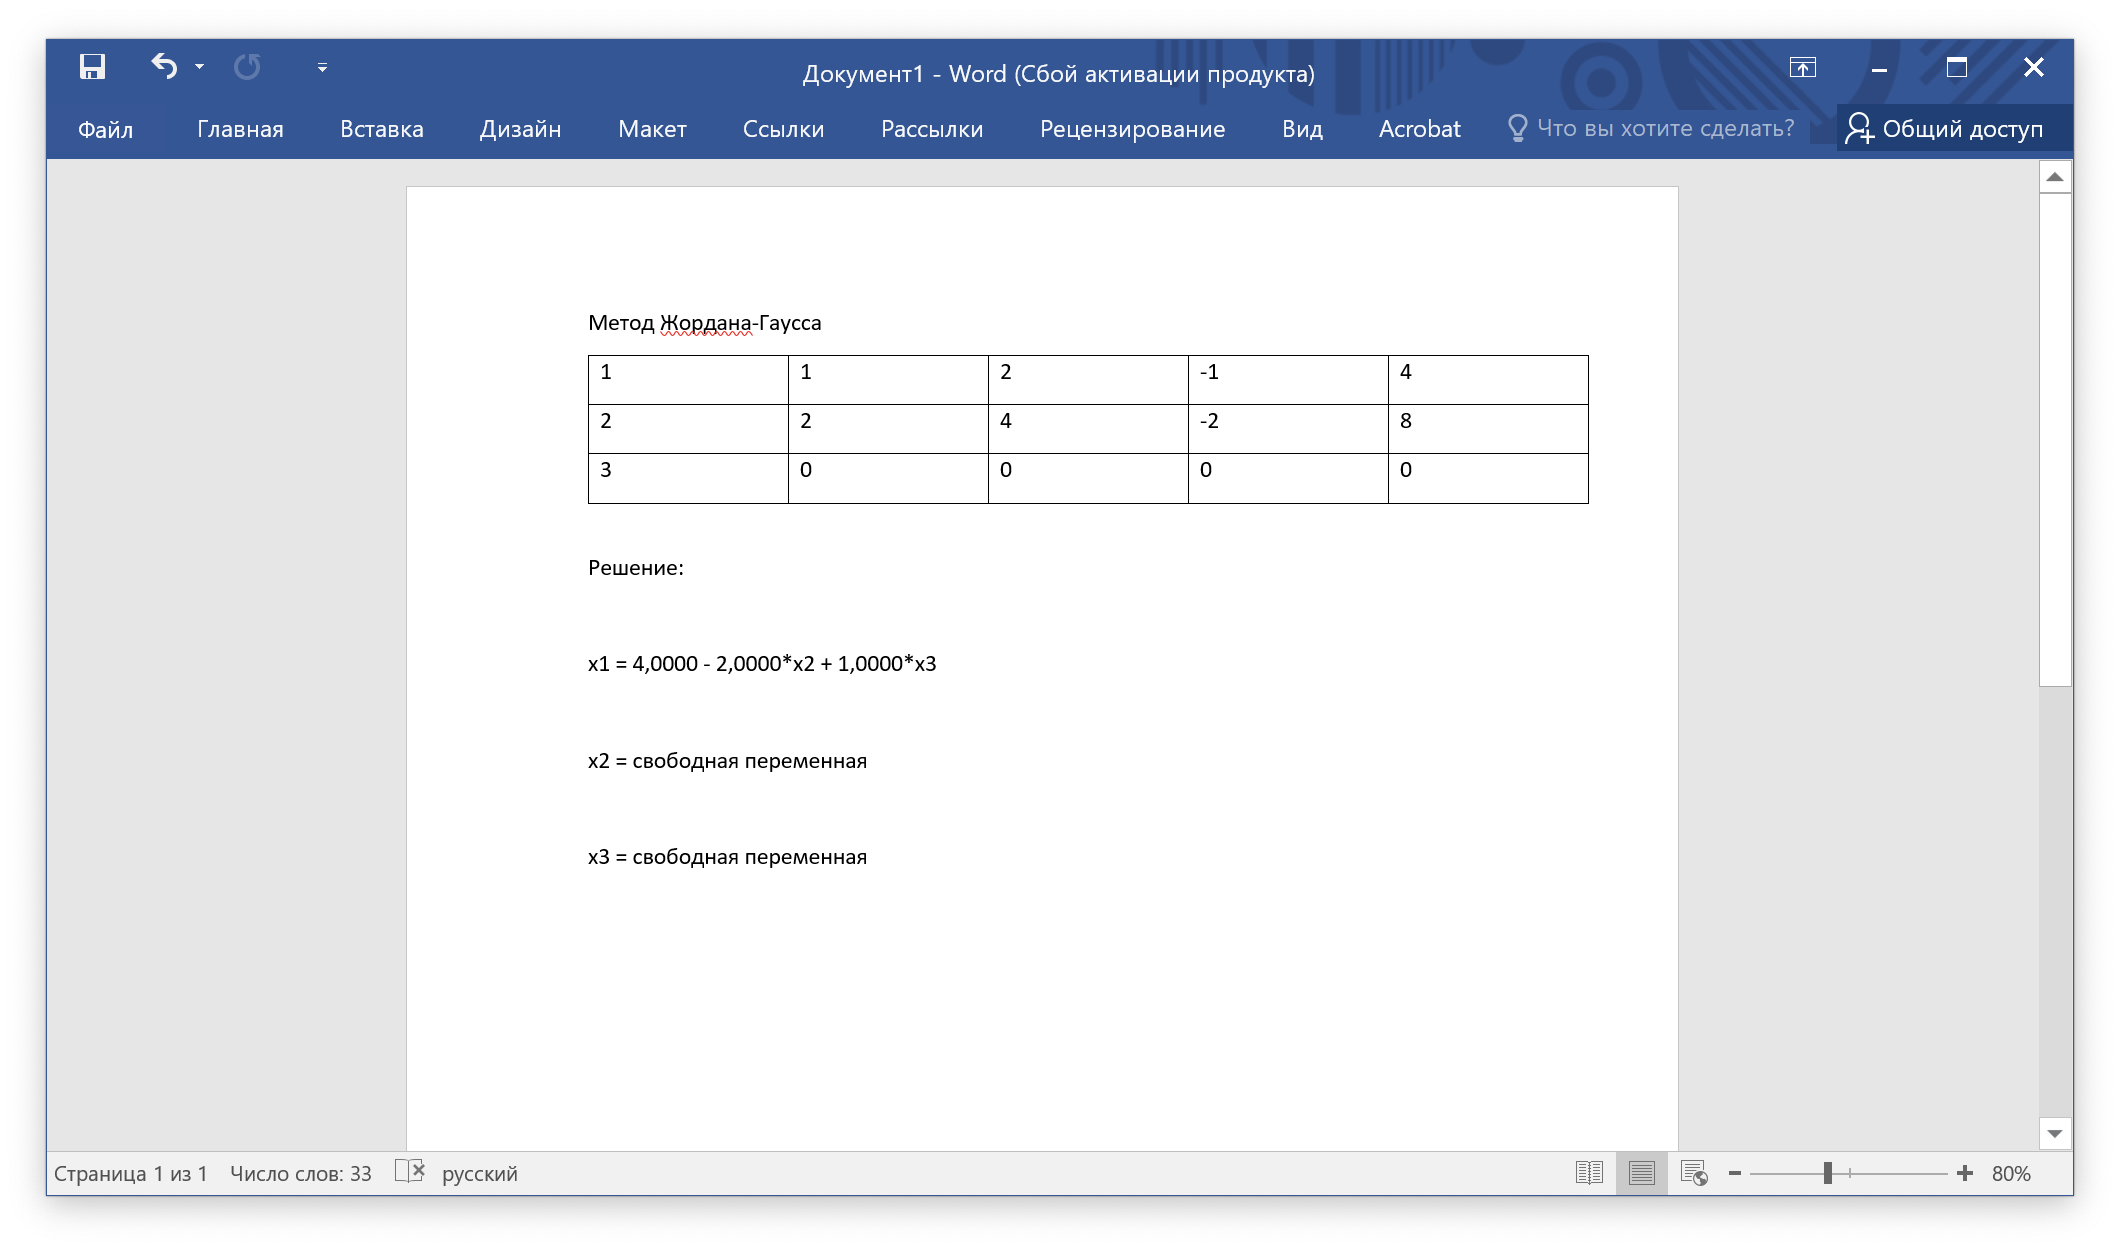 Документ1 - Word (Сбой активации продукта)
Файл Главная Вставка Дизайн Макет Ссылки Рассылки Рецензирование Вид Acrobat Что вы хотите сделать? Общий доступ
Метод Жордана-Гаусса
1 1 2 -1 4
2 2 4 -2 8
3 0 0 0 0
Решение:
x1 = 4,0000 - 2,0000*x2 + 1,0000*x3
x2 = свободная переменная
x3 = свободная переменная
Страница 1 из 1 Число слов: 33 русский 80%